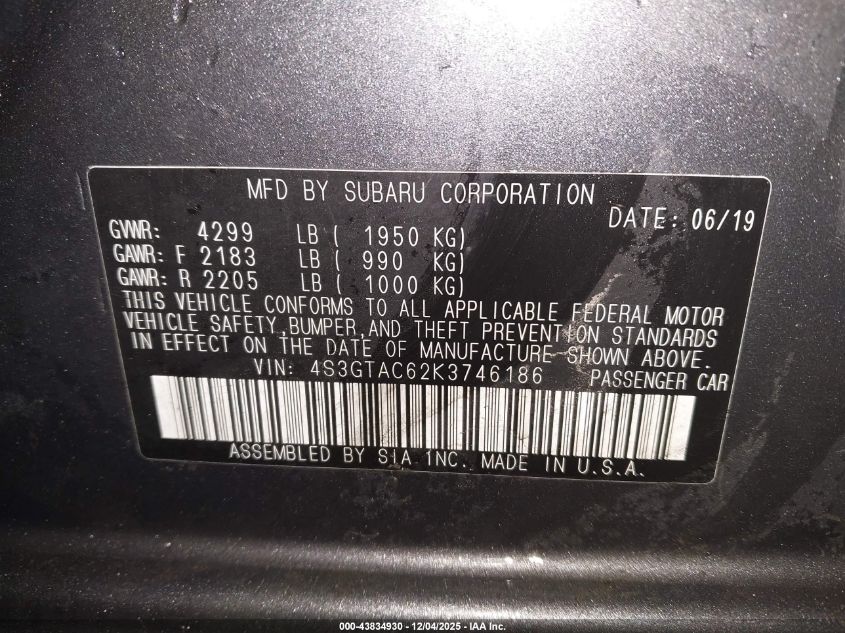 MFD BY SUBARU CORPORATION
DATE: 06/19
GVWR: 4299 LB ( 1950 KG)
GAWR: F 2183 LB ( 990 KG)
GAWR: R 2205 LB ( 1000 KG)
THIS VEHICLE CONFORMS TO ALL APPLICABLE FEDERAL MOTOR
VEHICLE SAFETY,BUMPER,AND THEFT PREVENTION STANDARDS
IN EFFECT ON THE DATE OF MANUFACTURE SHOWN ABOVE.
VIN: 4S3GTAC62K3746186 PASSENGER CAR
ASSEMBLED BY SIA INC. MADE IN U.S.A.
000-43834930 - 12/04/2025 - IAA Inc.